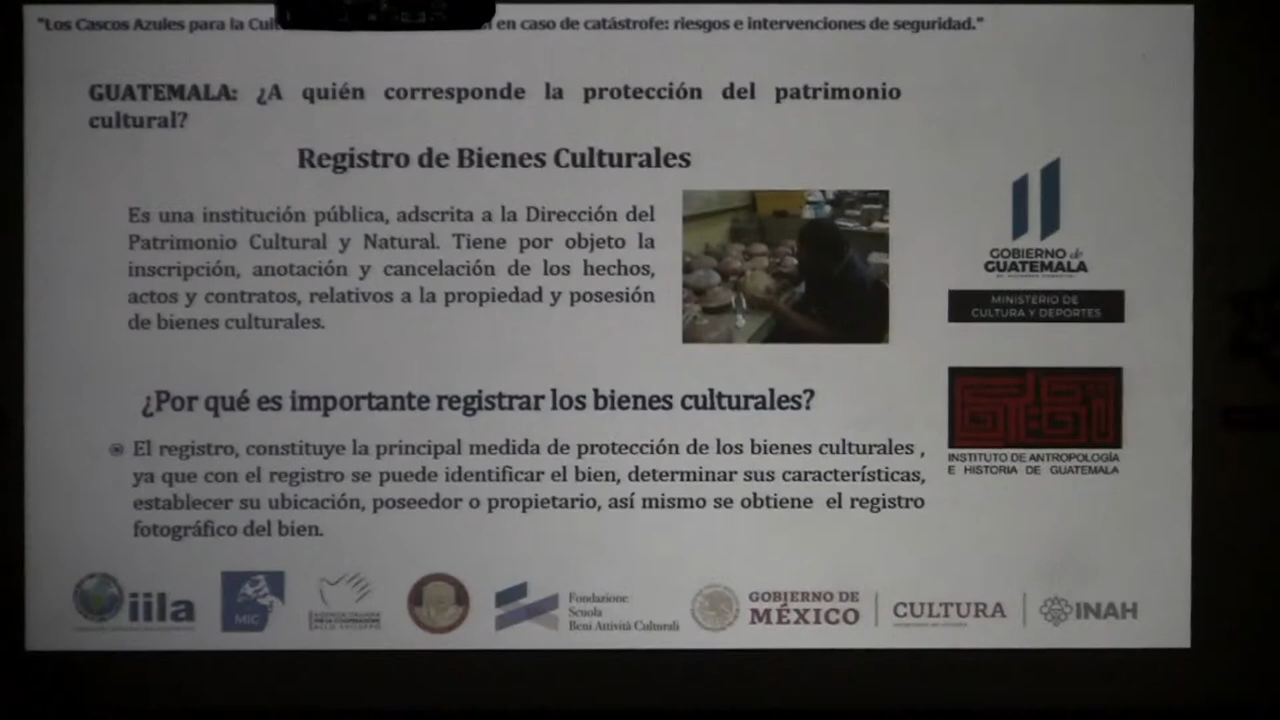 "Los Cascos Azules para la Cult en caso de catástrofe: riesgos e intervenciones de seguridad."
GUATEMALA: ¿A quién corresponde la protección del patrimonio
cultural?
Registro de Bienes Culturales
Es una institución pública, adscrita a la Dirección del
Patrimonio Cultural y Natural. Tiene por objeto la
inscripción, anotación y cancelación de los hechos,
actos y contratos, relativos a la propiedad y posesión
de bienes culturales.
GOBIERNO de
GUATEMALA
MINISTERIO DE
CULTURA Y DEPORTES
¿Por qué es importante registrar los bienes culturales?
El registro, constituye la principal medida de protección de los bienes culturales ,
ya que con el registro se puede identificar el bien, determinar sus características,
establecer su ubicación, poseedor o propietario, así mismo se obtiene el registro
fotográfico del bien.
INSTITUTO DE ANTROPOLOGÍA
E HISTORIA DE GUATEMALA
iila
MIC
Fondazione
Scuola
Beni Attività Culturali
GOBIERNO DE
MÉXICO
CULTURA
INAH